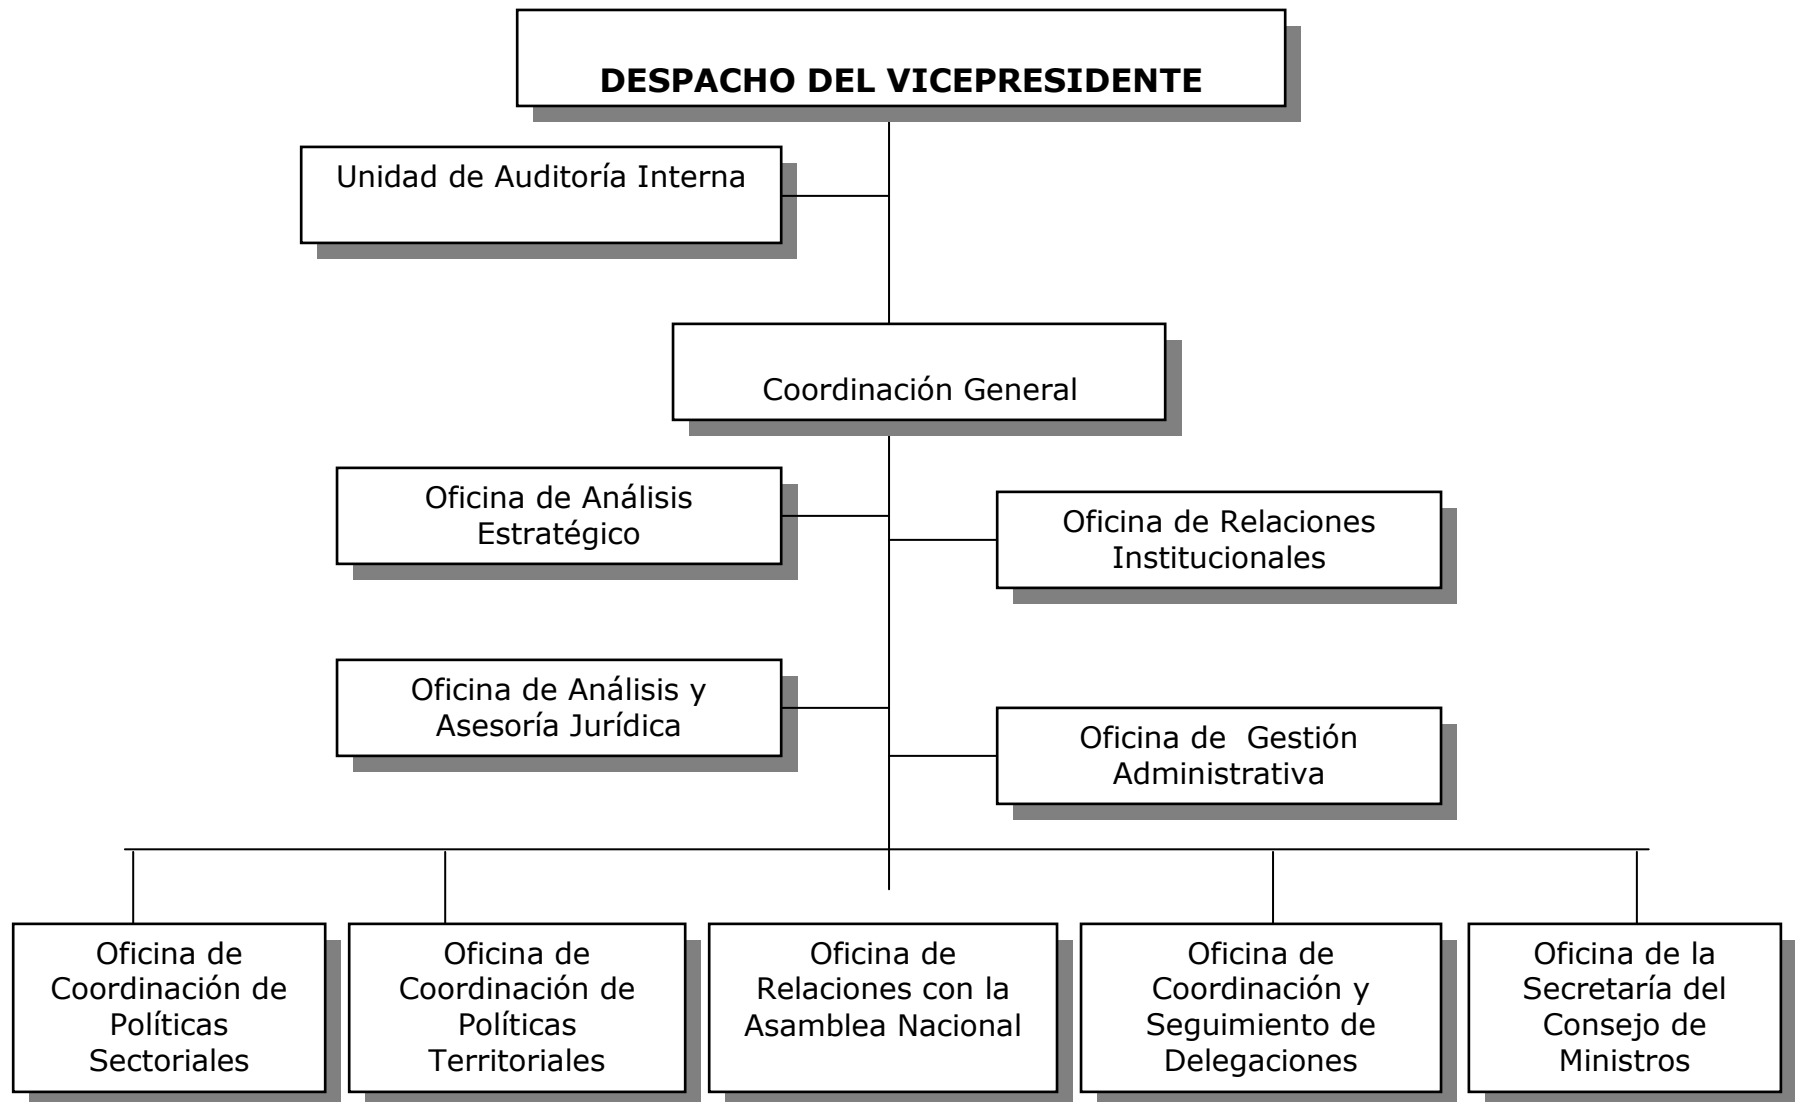 DESPACHO DEL VICEPRESIDENTE
Unidad de Auditoría Interna
Coordinación General
Oficina de Análisis
Estratégico
Oficina de Relaciones
Institucionales
Oficina de Análisis y
Asesoría Jurídica
Oficina de  Gestión
Administrativa
Oficina de
Coordinación de
Políticas
Sectoriales
Oficina de
Coordinación de
Políticas
Territoriales
Oficina de
Relaciones con la
Asamblea Nacional
Oficina de
Coordinación y
Seguimiento de
Delegaciones
Oficina de la
Secretaría del
Consejo de
Ministros